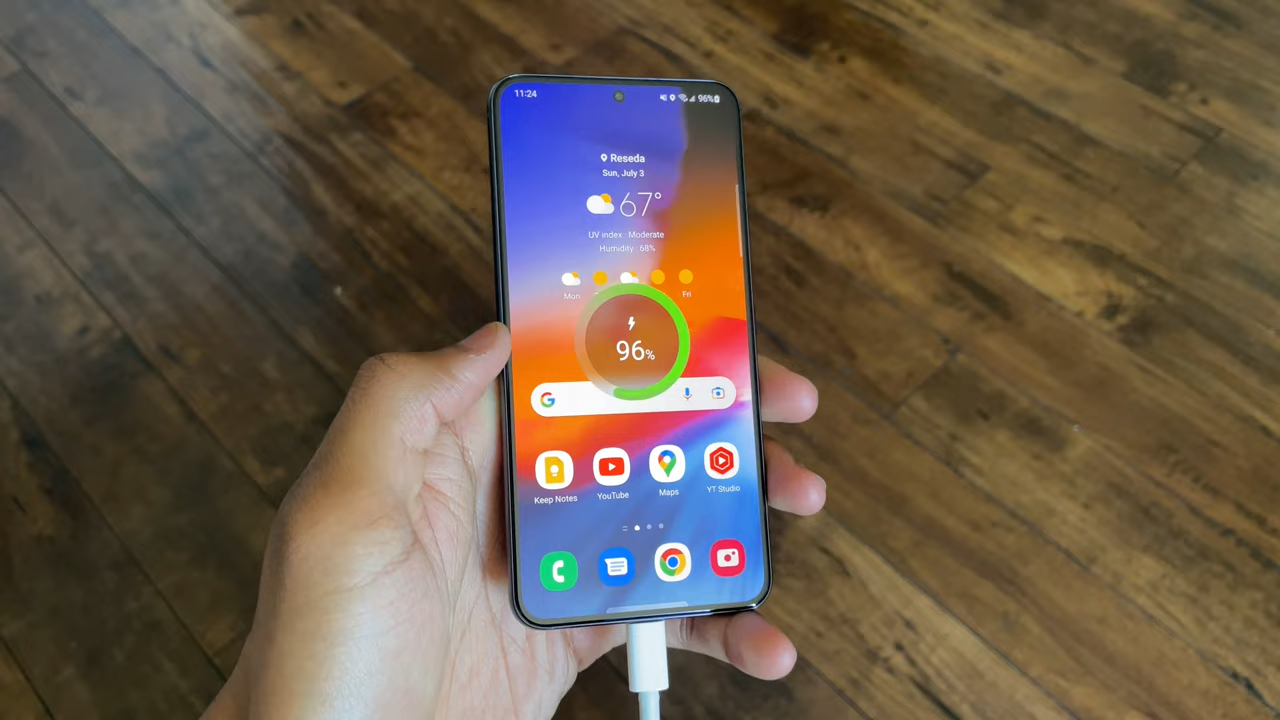 11:24
96%
Reseda
Sun, July 3
67°
UV index : Moderate
Humidity : 68%
Mon
Fri
96%
G
Keep Notes
YouTube
Maps
YT Studio